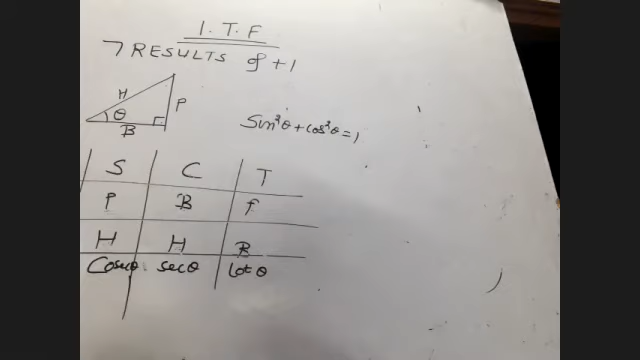 I.T.F
7 RESULTS of +1
H
θ
P
B
Sin²θ+cos²θ=1
S C T
P B P
H H B
Cosecθ secθ Cotθ